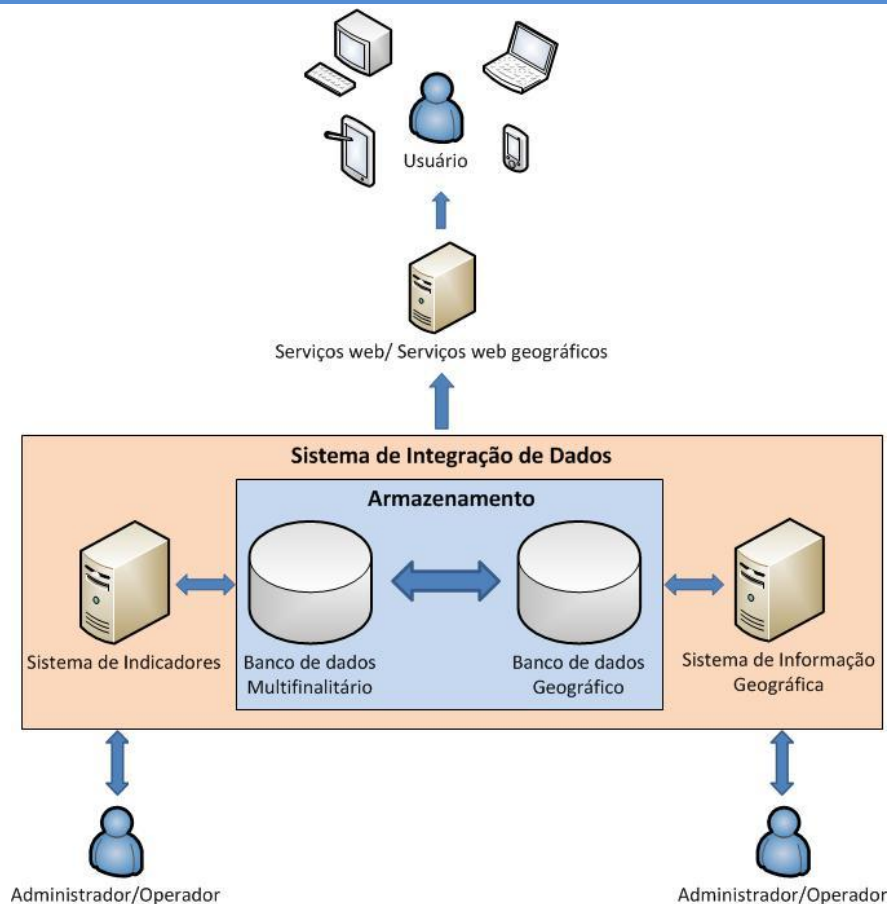 Usuário
Serviços web/ Serviços web geográficos
Sistema de Integração de Dados
Armazenamento
Sistema de Indicadores
Banco de dados
Multifinalitário
Banco de dados
Geográfico
Sistema de Informação
Geográfica
Administrador/Operador
Administrador/Operador